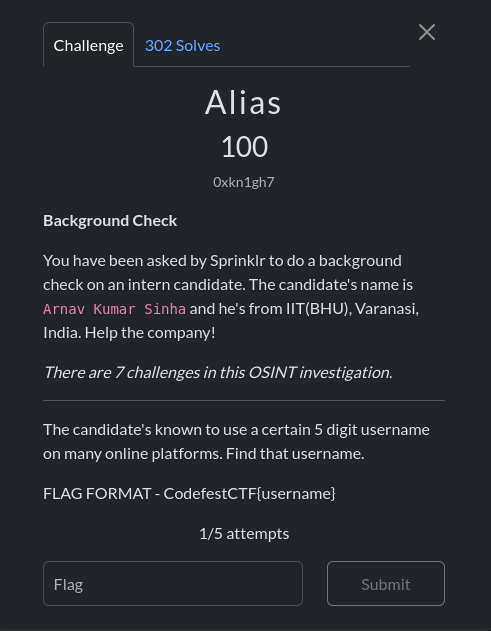 Challenge
302 Solves
Alias
100
0xkn1gh7
Background Check
You have been asked by Sprinklr to do a background
check on an intern candidate. The candidate's name is
Arnav Kumar Sinha and he's from IIT(BHU), Varanasi,
India. Help the company!
There are 7 challenges in this OSINT investigation.
The candidate's known to use a certain 5 digit username
on many online platforms. Find that username.
FLAG FORMAT - CodefestCTF{username}
1/5 attempts
Flag
Submit